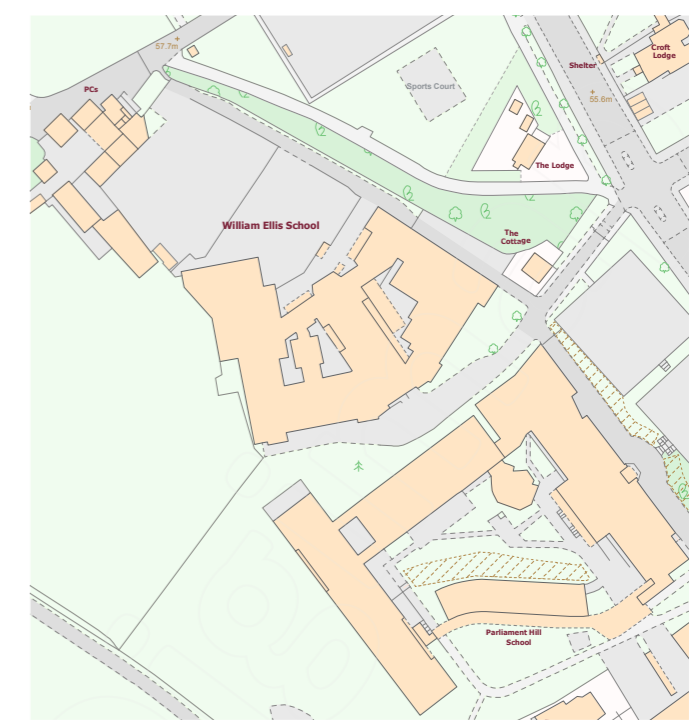 57.7m
Croft
Lodge
Shelter
Sports Court
PCs
55.6m
The Lodge
William Ellis School
The
Cottage
Parliament Hill
School